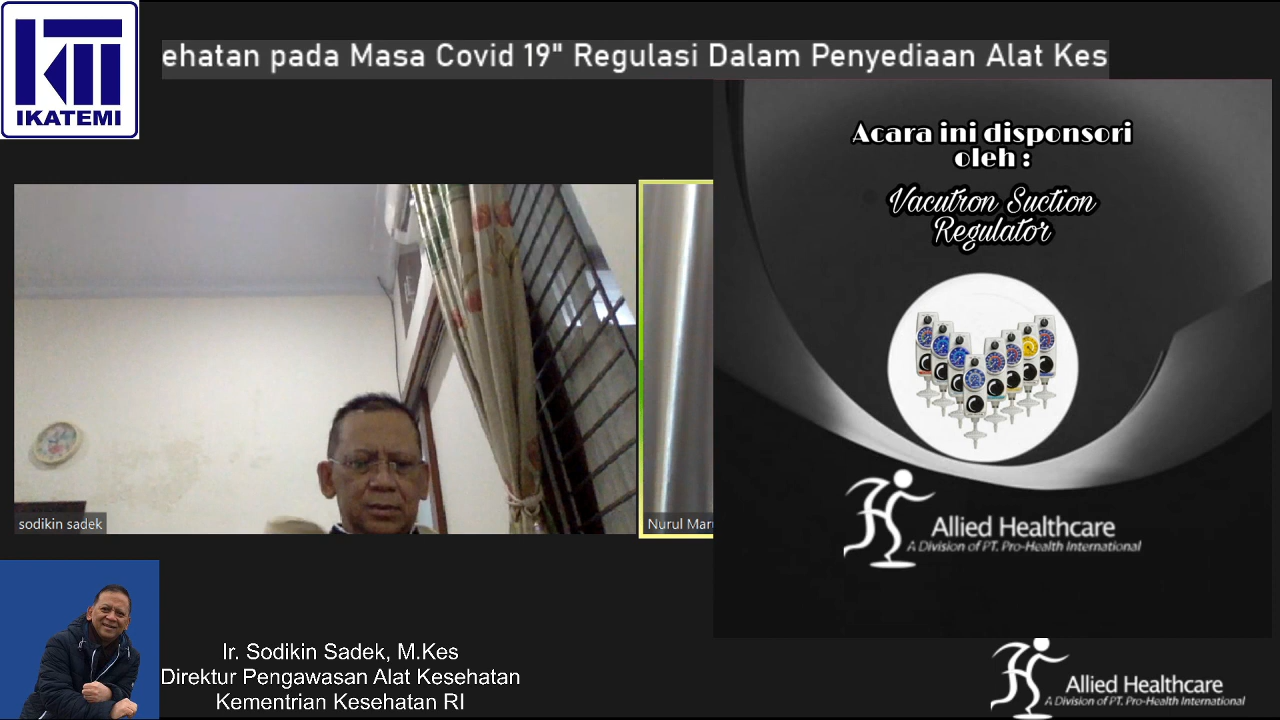 IKATEMI
ehatan pada Masa Covid 19" Regulasi Dalam Penyediaan Alat Kes
Acara ini disponsori
oleh :
Vacutron Suction
Regulator
Allied Healthcare
A Division of PT. Pro-Health International
sodikin sadek
Nurul Maru
Ir. Sodikin Sadek, M.Kes
Direktur Pengawasan Alat Kesehatan
Kementrian Kesehatan RI
Allied Healthcare
A Division of PT. Pro-Health International